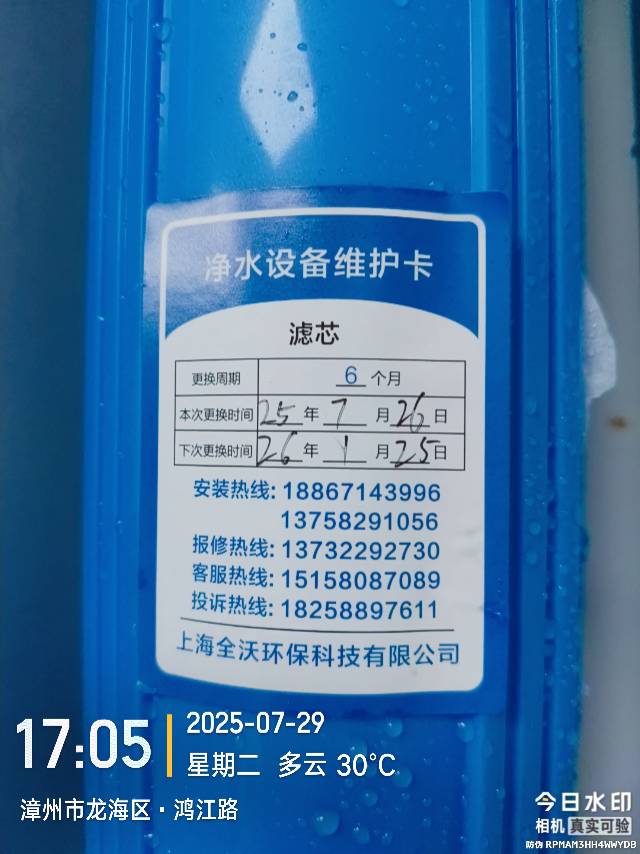 净水设备维护卡
滤芯
更换周期 6 个月
本次更换时间 25 年 7 月 26 日
下次更换时间 26 年 1 月 25 日
安装热线: 18867143996
13758291056
报修热线: 13732292730
客服热线: 15158087089
投诉热线: 18258897611
上海全沃环保科技有限公司
17:05
2025-07-29
星期二 多云 30°C
漳州市龙海区·鸿江路
今日水印
相机 真实可验
防伪 RPMAM3HH4WWYDB